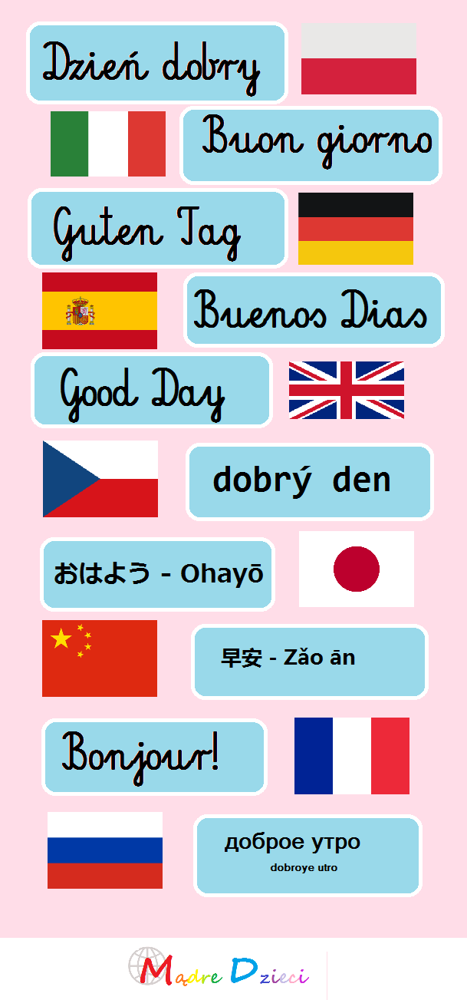 Dzień dobry
Buon giorno
Guten Tag
Buenos Dias
Good Day
dobrý den
おはよう - Ohayō
早安 - Zǎo ān
Bonjour!
доброе утро
dobroye utro
Mądre Dzieci